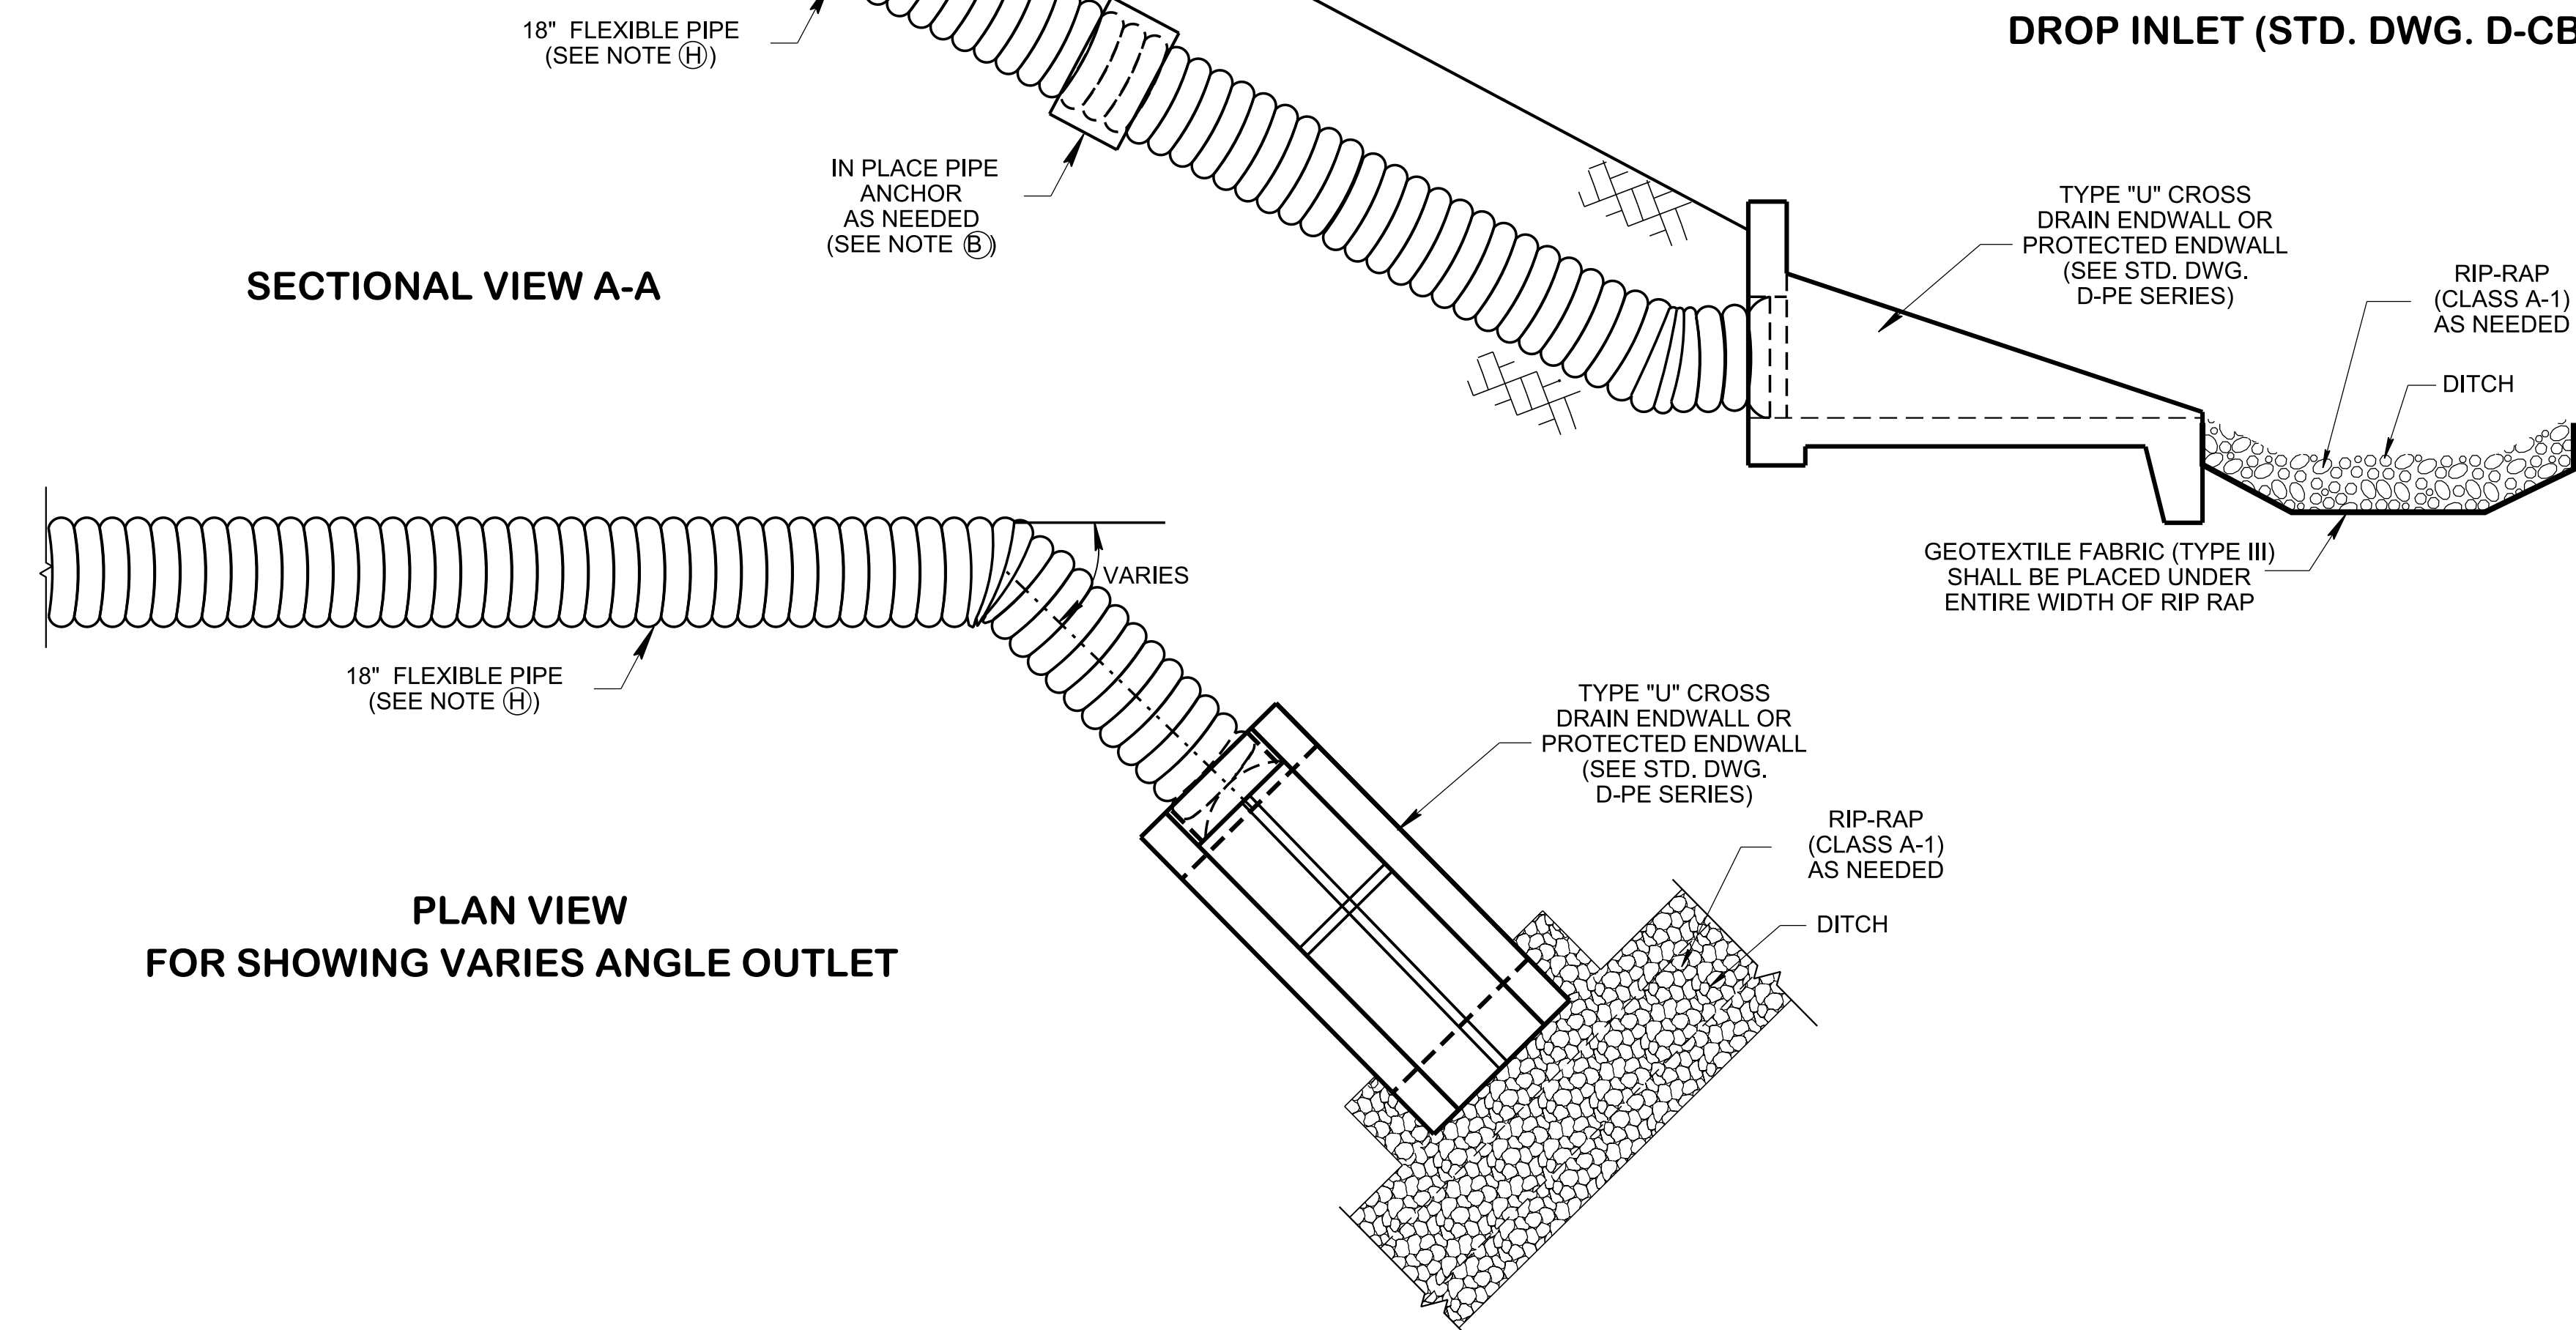 18" FLEXIBLE PIPE
(SEE NOTE Ⓗ)
DROP INLET (STD. DWG. D-CB
IN PLACE PIPE
ANCHOR
AS NEEDED
(SEE NOTE Ⓑ)
TYPE "U" CROSS
DRAIN ENDWALL OR
PROTECTED ENDWALL
(SEE STD. DWG.
D-PE SERIES)
RIP-RAP
(CLASS A-1)
AS NEEDED
DITCH
SECTIONAL VIEW A-A
GEOTEXTILE FABRIC (TYPE III)
SHALL BE PLACED UNDER
ENTIRE WIDTH OF RIP RAP
VARIES
18" FLEXIBLE PIPE
(SEE NOTE Ⓗ)
TYPE "U" CROSS
DRAIN ENDWALL OR
PROTECTED ENDWALL
(SEE STD. DWG.
D-PE SERIES)
RIP-RAP
(CLASS A-1)
AS NEEDED
DITCH
PLAN VIEW
FOR SHOWING VARIES ANGLE OUTLET